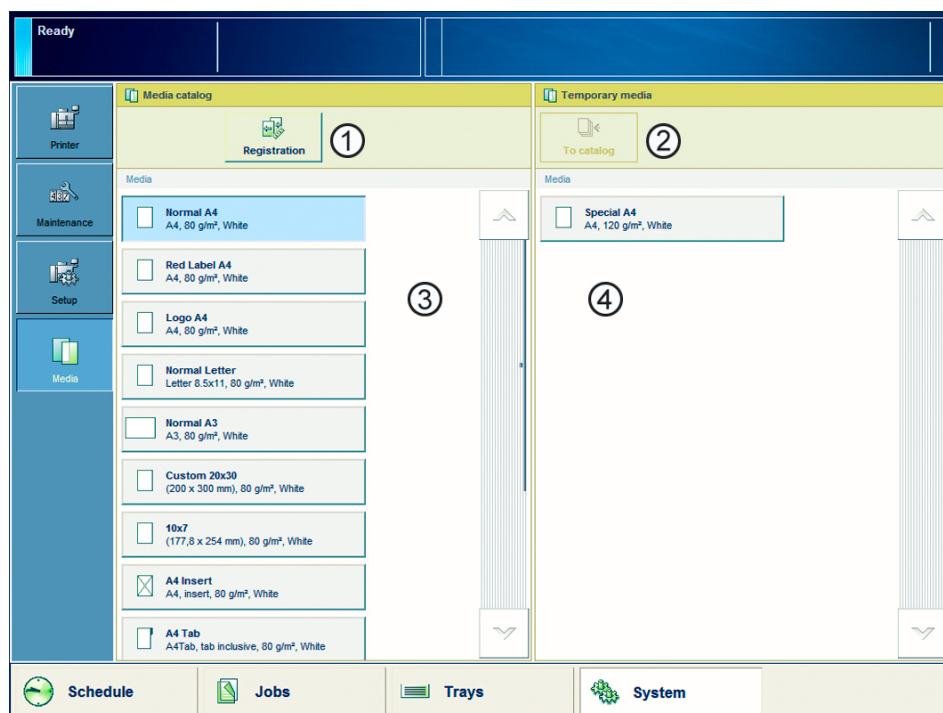 Ready
Media catalog
Temporary media
Printer
Registration
1
To catalog
2
Media
Media
Maintenance
Normal A4
A4, 80 g/m², White
Special A4
A4, 120 g/m², White
Red Label A4
A4, 80 g/m², White
Setup
3
4
Logo A4
A4, 80 g/m², White
Media
Normal Letter
Letter 8.5x11, 80 g/m², White
Normal A3
A3, 80 g/m², White
Custom 20x30
(200 x 300 mm), 80 g/m², White
10x7
(177,8 x 254 mm), 80 g/m², White
A4 Insert
A4, insert, 80 g/m², White
A4 Tab
A4Tab, tab inclusive, 80 g/m², White
Schedule
Jobs
Trays
System